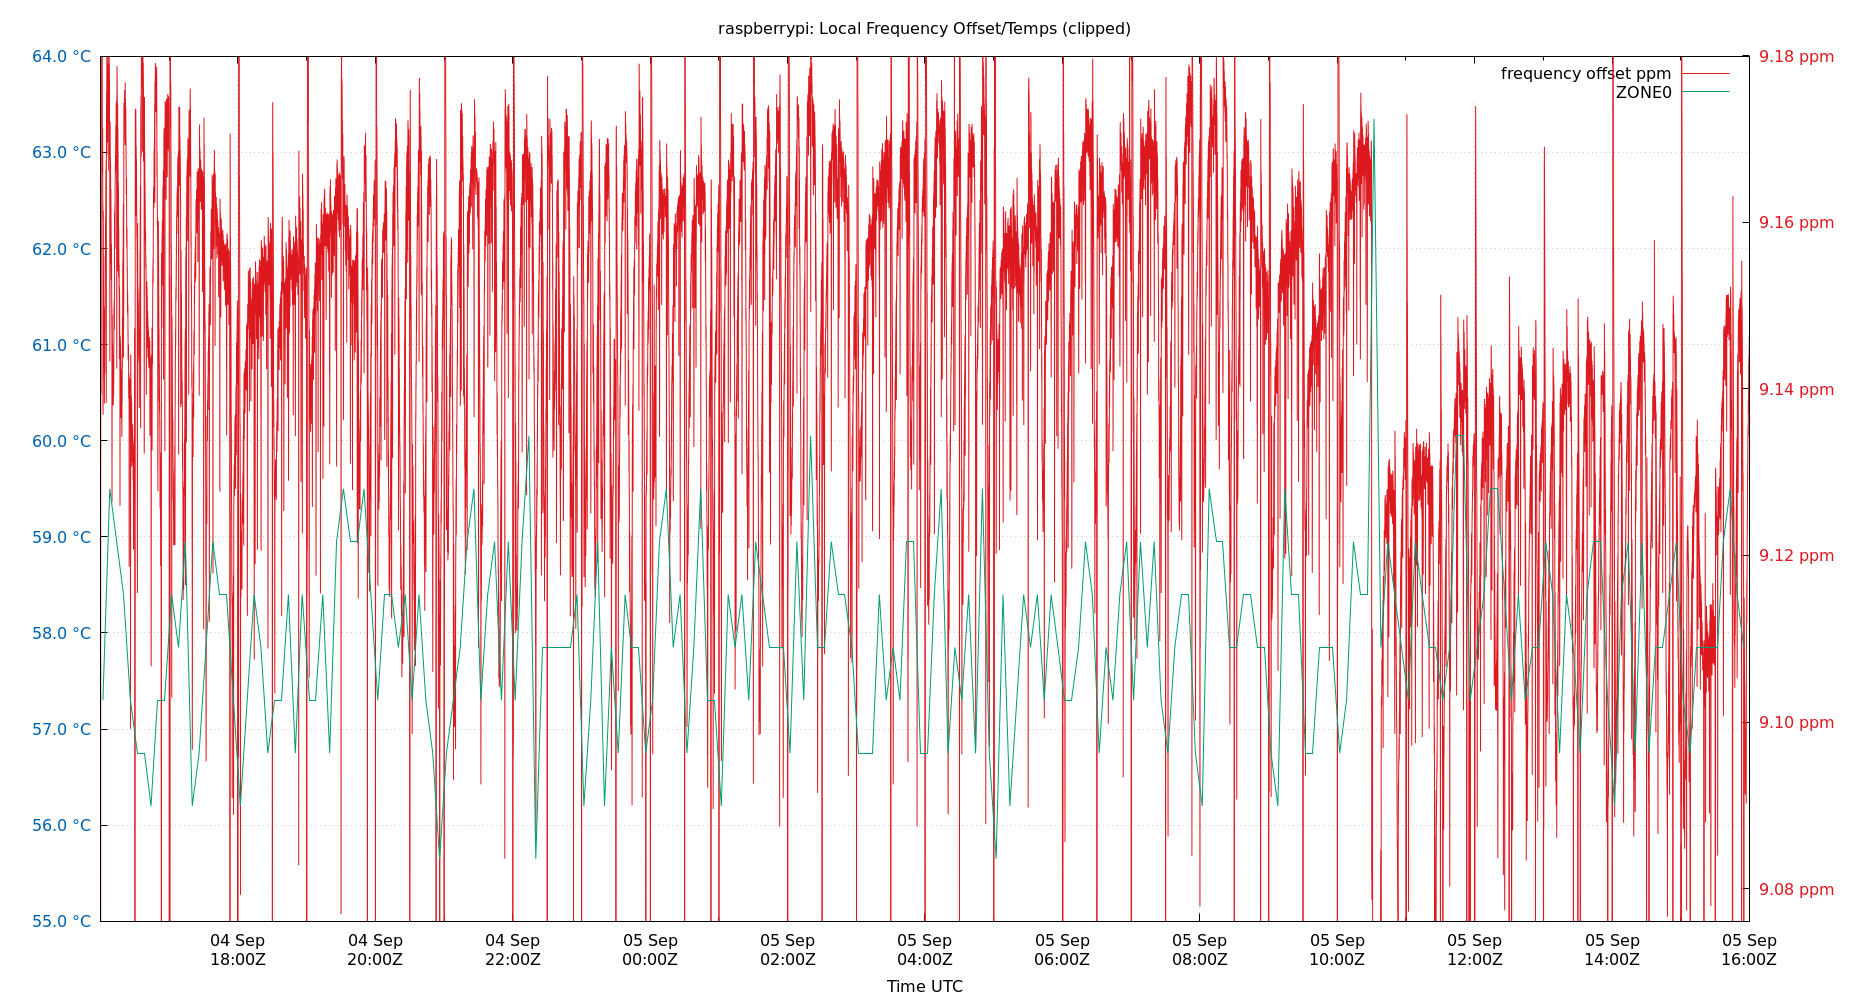 raspberrypi: Local Frequency Offset/Temps (clipped)
64.0 °C
63.0 °C
62.0 °C
61.0 °C
60.0 °C
59.0 °C
58.0 °C
57.0 °C
56.0 °C
55.0 °C
9.18 ppm
9.16 ppm
9.14 ppm
9.12 ppm
9.10 ppm
9.08 ppm
frequency offset ppm
ZONE0
04 Sep
18:00Z
04 Sep
20:00Z
04 Sep
22:00Z
05 Sep
00:00Z
05 Sep
02:00Z
05 Sep
04:00Z
05 Sep
06:00Z
05 Sep
08:00Z
05 Sep
10:00Z
05 Sep
12:00Z
05 Sep
14:00Z
05 Sep
16:00Z
Time UTC